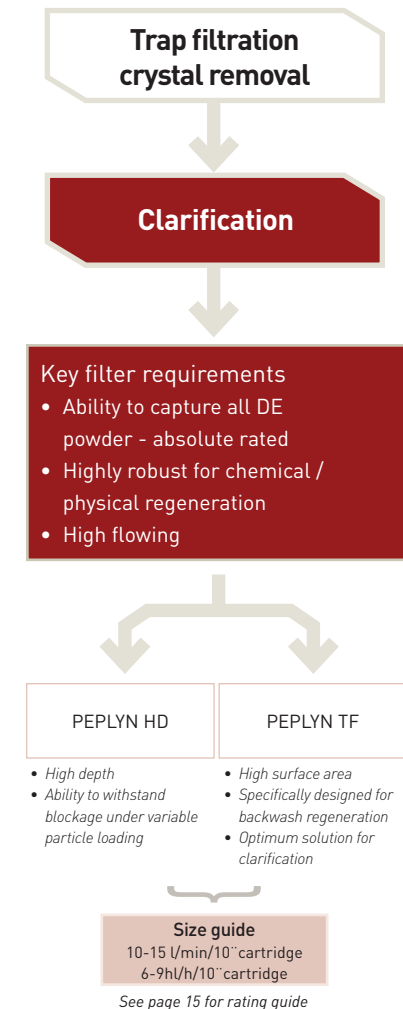 Trap filtration
crystal removal
Clarification
Key filter requirements
• Ability to capture all DE
powder - absolute rated
• Highly robust for chemical /
physical regeneration
• High flowing
PEPLYN HD
• High depth
• Ability to withstand
blockage under variable
particle loading
PEPLYN TF
• High surface area
• Specifically designed for
backwash regeneration
• Optimum solution for
clarification
Size guide
10-15 l/min/10¨cartridge
6-9hl/h/10¨cartridge
See page 15 for rating guide